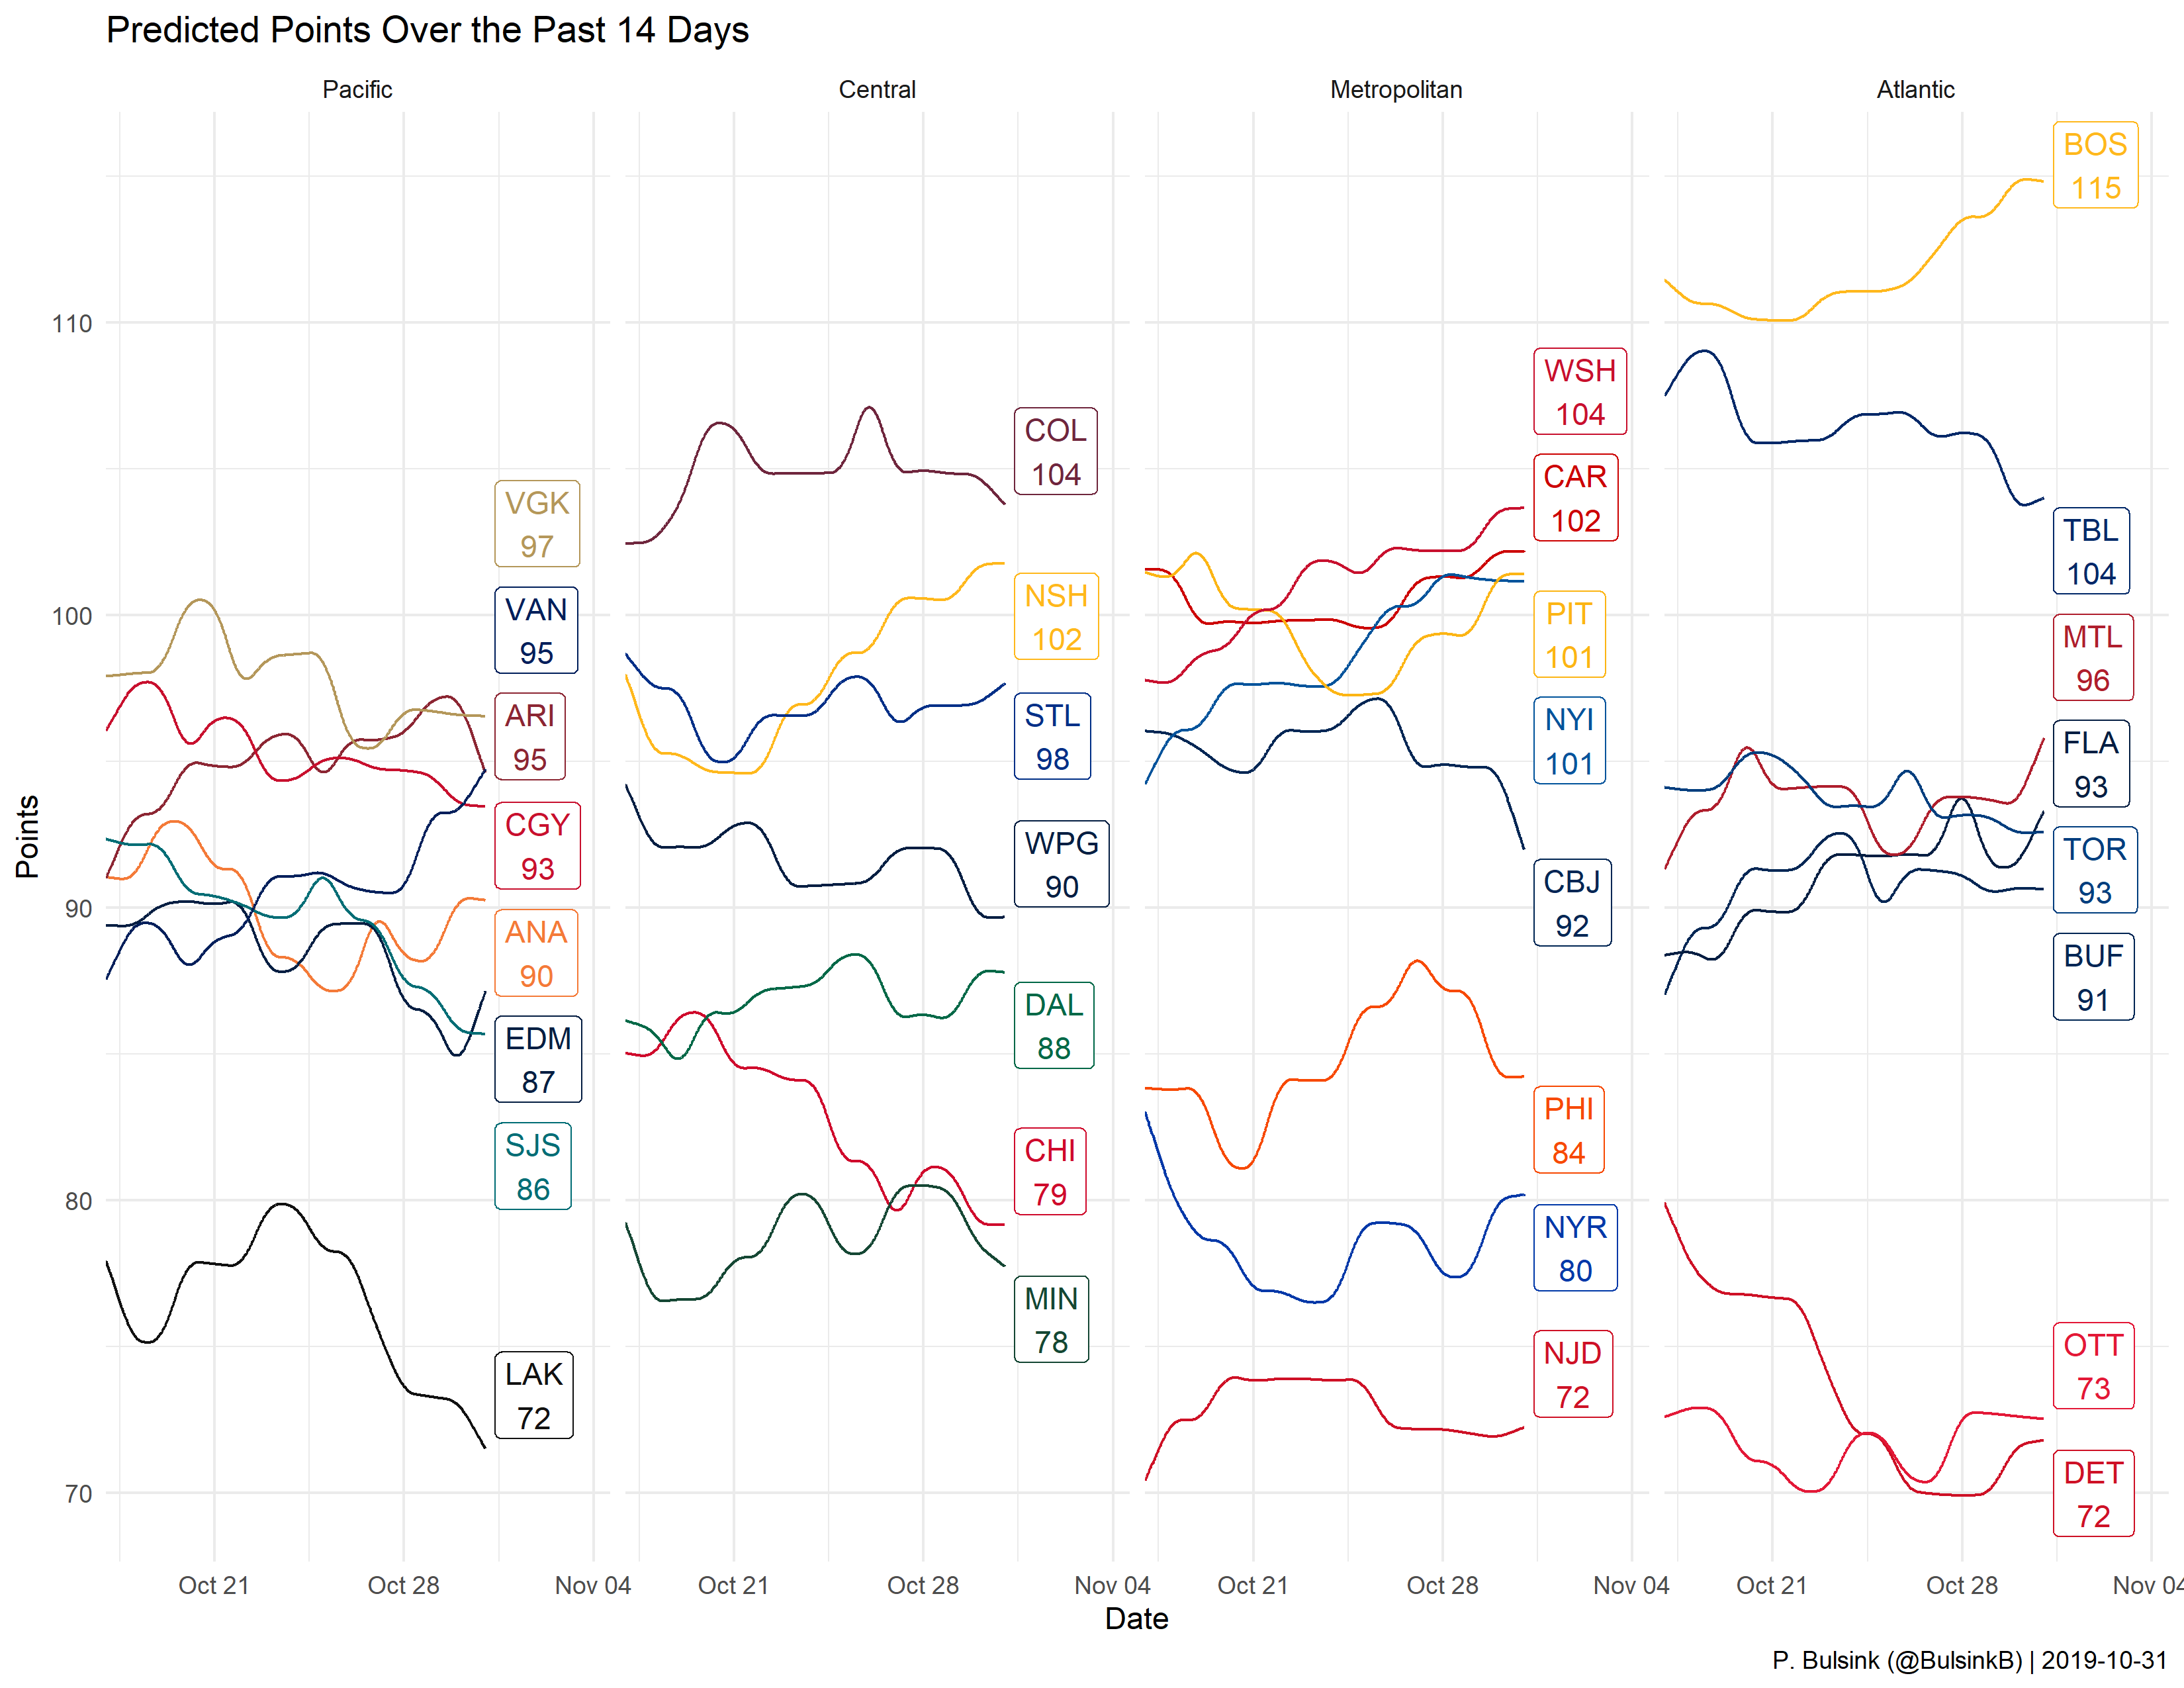 Predicted Points Over the Past 14 Days
Pacific
Central
Metropolitan
Atlantic
Points
110
100
90
80
70
VGK
97
VAN
95
ARI
95
CGY
93
ANA
90
EDM
87
SJS
86
LAK
72
COL
104
NSH
102
STL
98
WPG
90
DAL
88
CHI
79
MIN
78
WSH
104
CAR
102
PIT
101
NYI
101
CBJ
92
PHI
84
NYR
80
NJD
72
BOS
115
TBL
104
MTL
96
FLA
93
TOR
93
BUF
91
OTT
73
DET
72
Oct 21 Oct 28 Nov 04 Oct 21 Oct 28 Nov 04 Oct 21 Oct 28 Nov 04 Oct 21 Oct 28 Nov 04
Date
P. Bulsink (@BulsinkB) | 2019-10-31